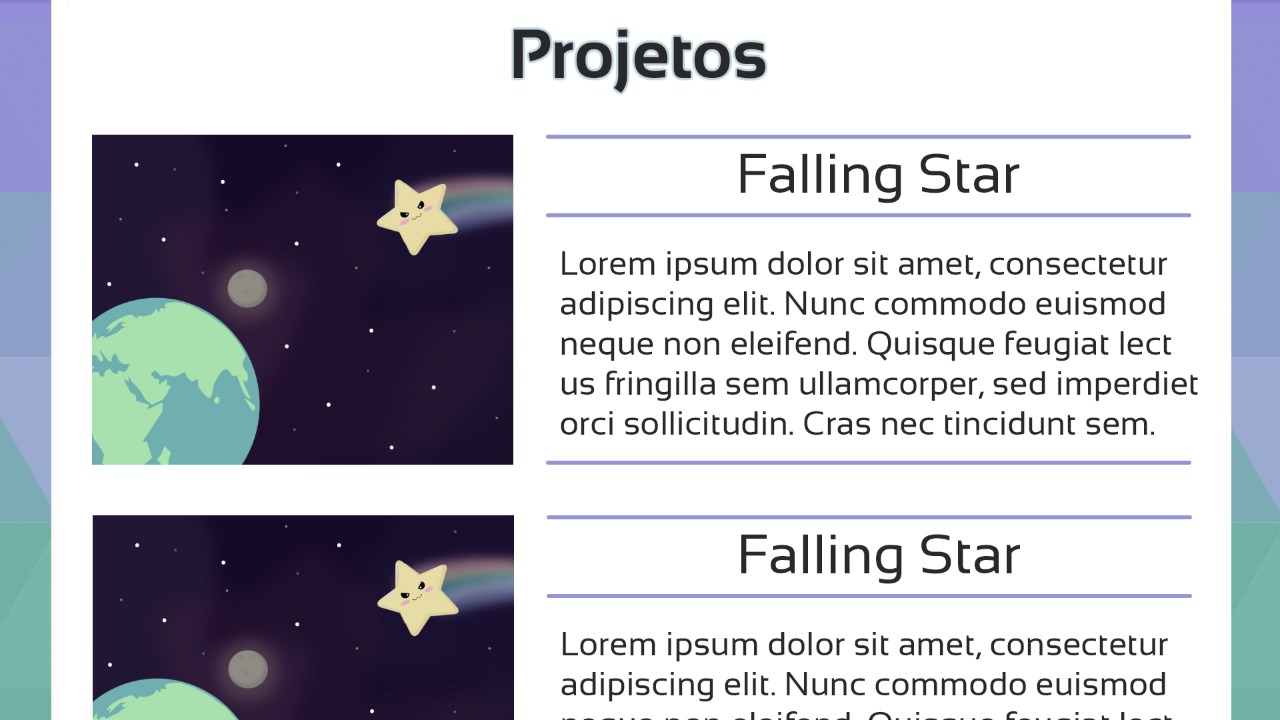 Projetos
Falling Star
Lorem ipsum dolor sit amet, consectetur
adipiscing elit. Nunc commodo euismod
neque non eleifend. Quisque feugiat lect
us fringilla sem ullamcorper, sed imperdiet
orci sollicitudin. Cras nec tincidunt sem.
Falling Star
Lorem ipsum dolor sit amet, consectetur
adipiscing elit. Nunc commodo euismod